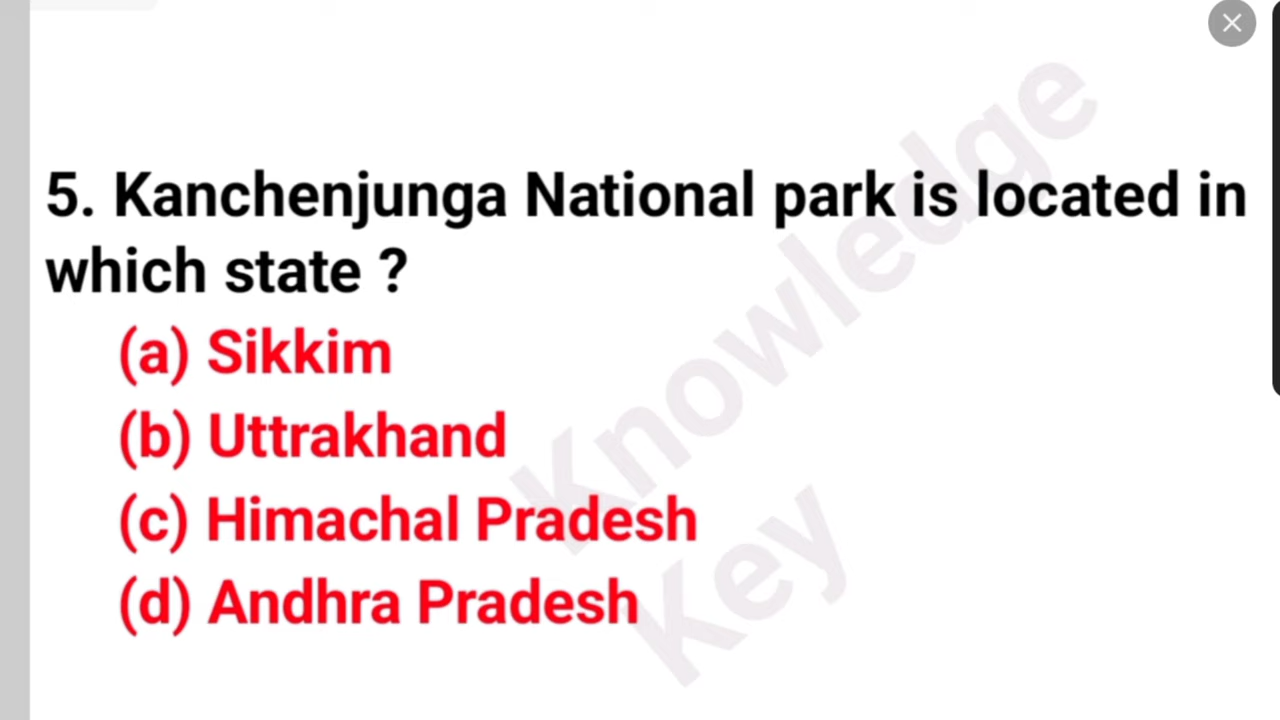 5. Kanchenjunga National park is located in
which state ?
(a) Sikkim
(b) Uttrakhand
(c) Himachal Pradesh
(d) Andhra Pradesh
Knowledge
Key